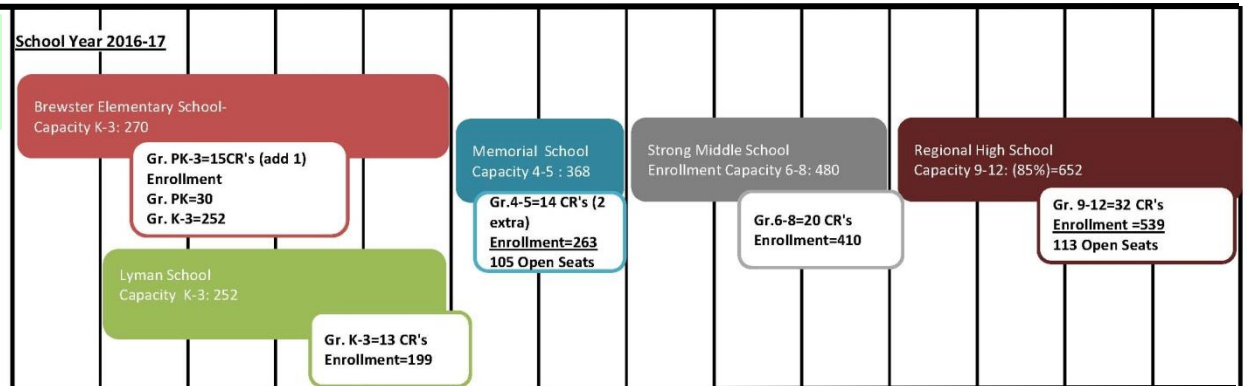 School Year 2016-17
Brewster Elementary School-
Capacity K-3: 270
Gr. PK-3=15CR's (add 1)
Enrollment
Gr. PK=30
Gr. K-3=252
Lyman School
Capacity K-3: 252
Gr. K-3=13 CR's
Enrollment=199
Memorial School
Capacity 4-5 : 368
Gr.4-5=14 CR's (2
extra)
Enrollment=263
105 Open Seats
Strong Middle School
Enrollment Capacity 6-8: 480
Gr.6-8=20 CR's
Enrollment=410
Regional High School
Capacity 9-12: (85%)=652
Gr. 9-12=32 CR's
Enrollment =539
113 Open Seats